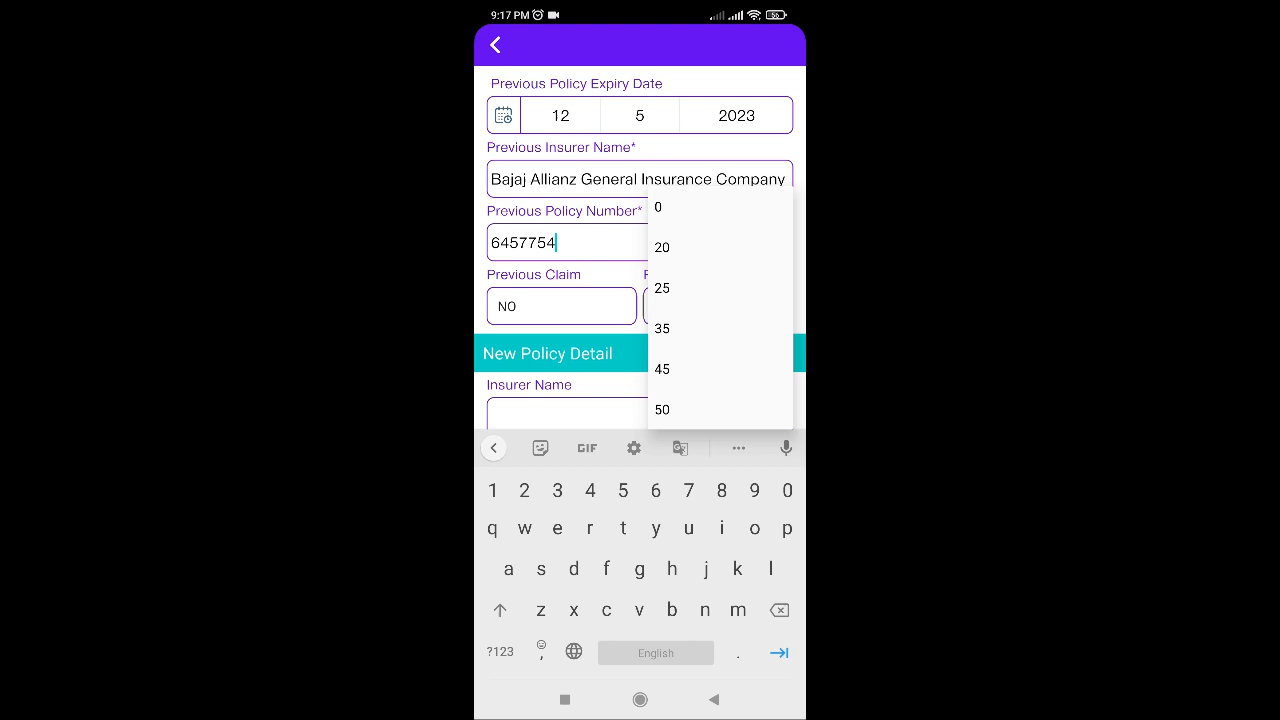 9:17 PM
56
Previous Policy Expiry Date
12 5 2023
Previous Insurer Name*
Bajaj Allianz General Insurance Company
Previous Policy Number*
6457754
Previous Claim
NO
0
20
25
35
45
50
New Policy Detail
Insurer Name
GIF
1 2 3 4 5 6 7 8 9 0
q w e r t y u i o p
a s d f g h j k l
z x c v b n m
?123 , English .